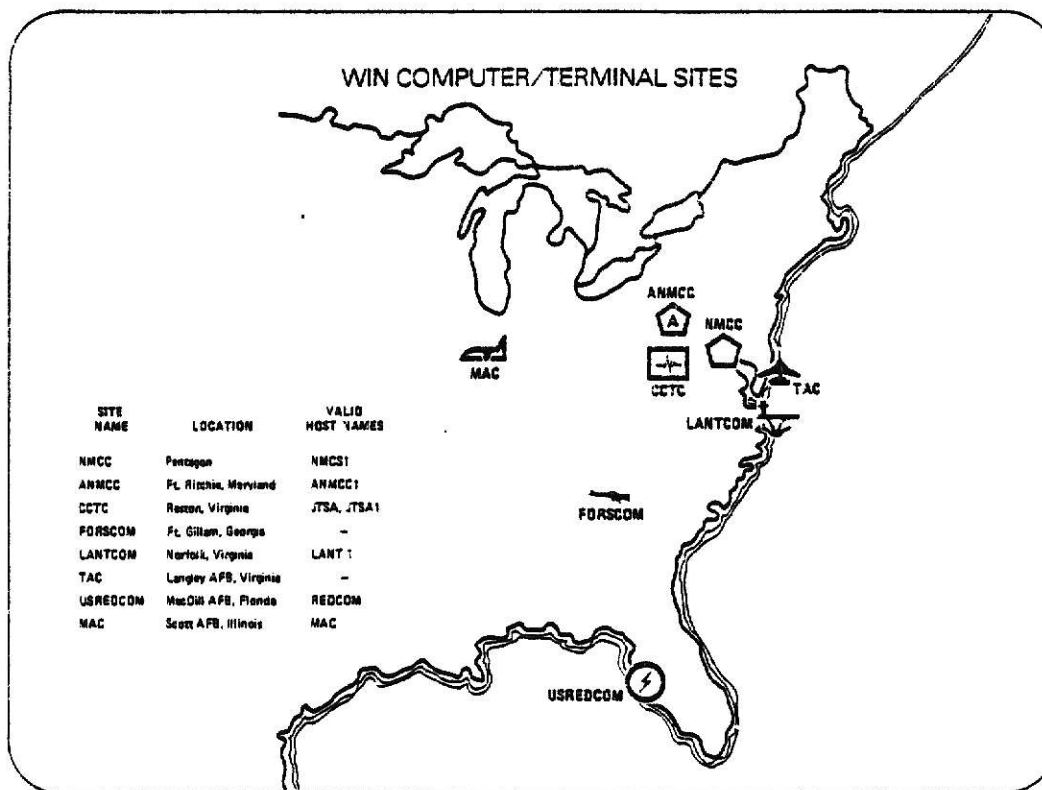 WIN COMPUTER/TERMINAL SITES
ANMCC
A
NMCC
MAC
CCTC
TAC
LANTCOM
FORSCOM
USREDCOM
SITE NAME LOCATION VALID HOST NAMES
NMCC Pentagon NMCS1
ANMCC Ft. Ritchie, Maryland ANMCC1
CCTC Reston, Virginia JTSA, JTSA1
FORSCOM Ft. Gillam, Georgia –
LANTCOM Norfolk, Virginia LANT 1
TAC Langley AFB, Virginia –
USREDCOM MacDill AFB, Florida REDCOM
MAC Scott AFB, Illinois MAC